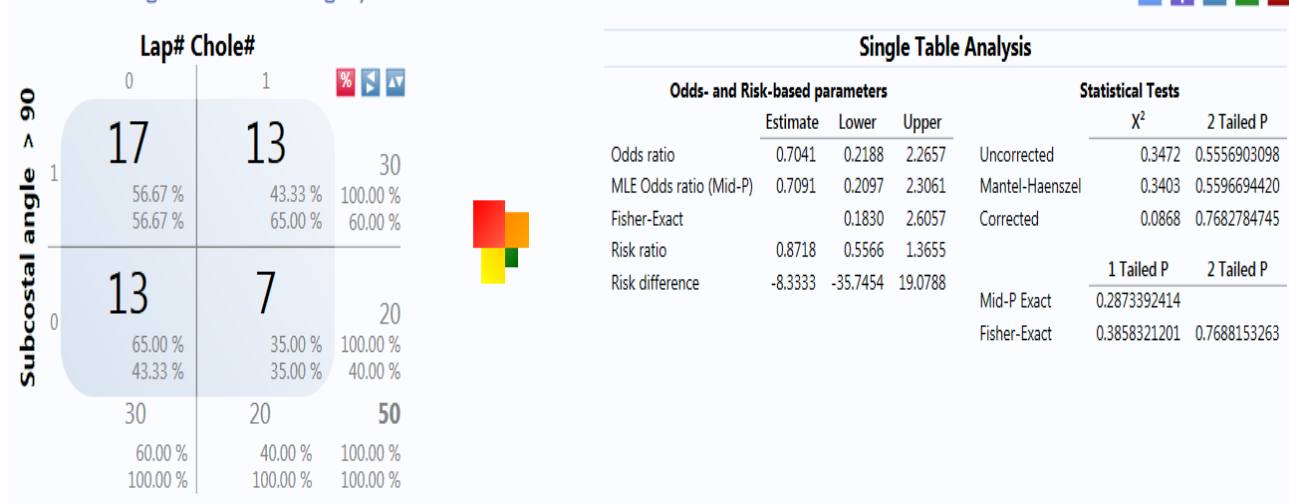 Lap# Chole#
0 1 %
Subcostal angle > 90
17 13
1 30
56.67 % 43.33 % 100.00 %
56.67 % 65.00 % 60.00 %
13 7
0 20
65.00 % 35.00 % 100.00 %
43.33 % 35.00 % 40.00 %
30 20 50
60.00 % 40.00 % 100.00 %
100.00 % 100.00 % 100.00 %
Single Table Analysis
Odds- and Risk-based parameters
Estimate Lower Upper
Odds ratio 0.7041 0.2188 2.2657
MLE Odds ratio (Mid-P) 0.7091 0.2097 2.3061
Fisher-Exact 0.1830 2.6057
Risk ratio 0.8718 0.5566 1.3655
Risk difference -8.3333 -35.7454 19.0788
Statistical Tests
X² 2 Tailed P
Uncorrected 0.3472 0.5556903098
Mantel-Haenszel 0.3403 0.5596694420
Corrected 0.0868 0.7682784745
1 Tailed P 2 Tailed P
Mid-P Exact 0.2873392414
Fisher-Exact 0.3858321201 0.7688153263